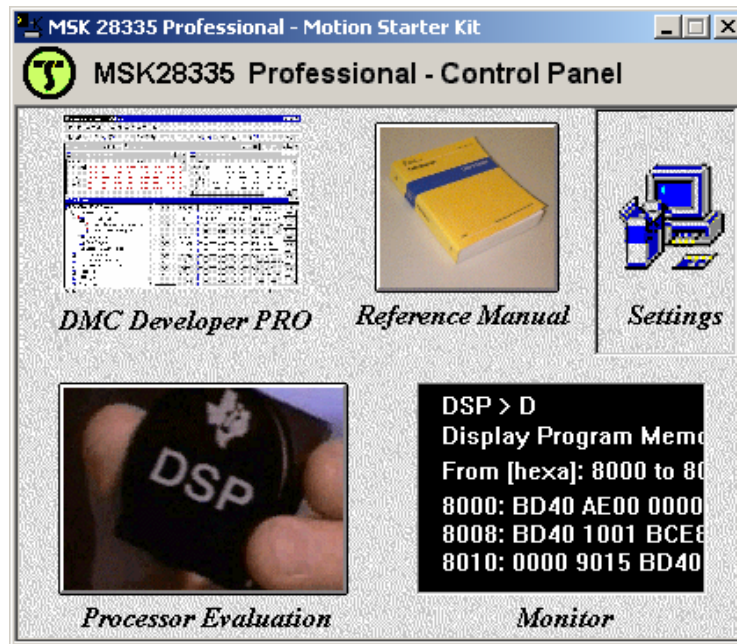 MSK 28335 Professional - Motion Starter Kit
MSK28335 Professional - Control Panel
DMC Developer PRO
Reference Manual
Settings
DSP
Processor Evaluation
DSP > D
Display Program Memo
From [hexa]: 8000 to 80
8000: BD40 AE00 0000
8008: BD40 1001 BCE8
8010: 0000 9015 BD40
Monitor